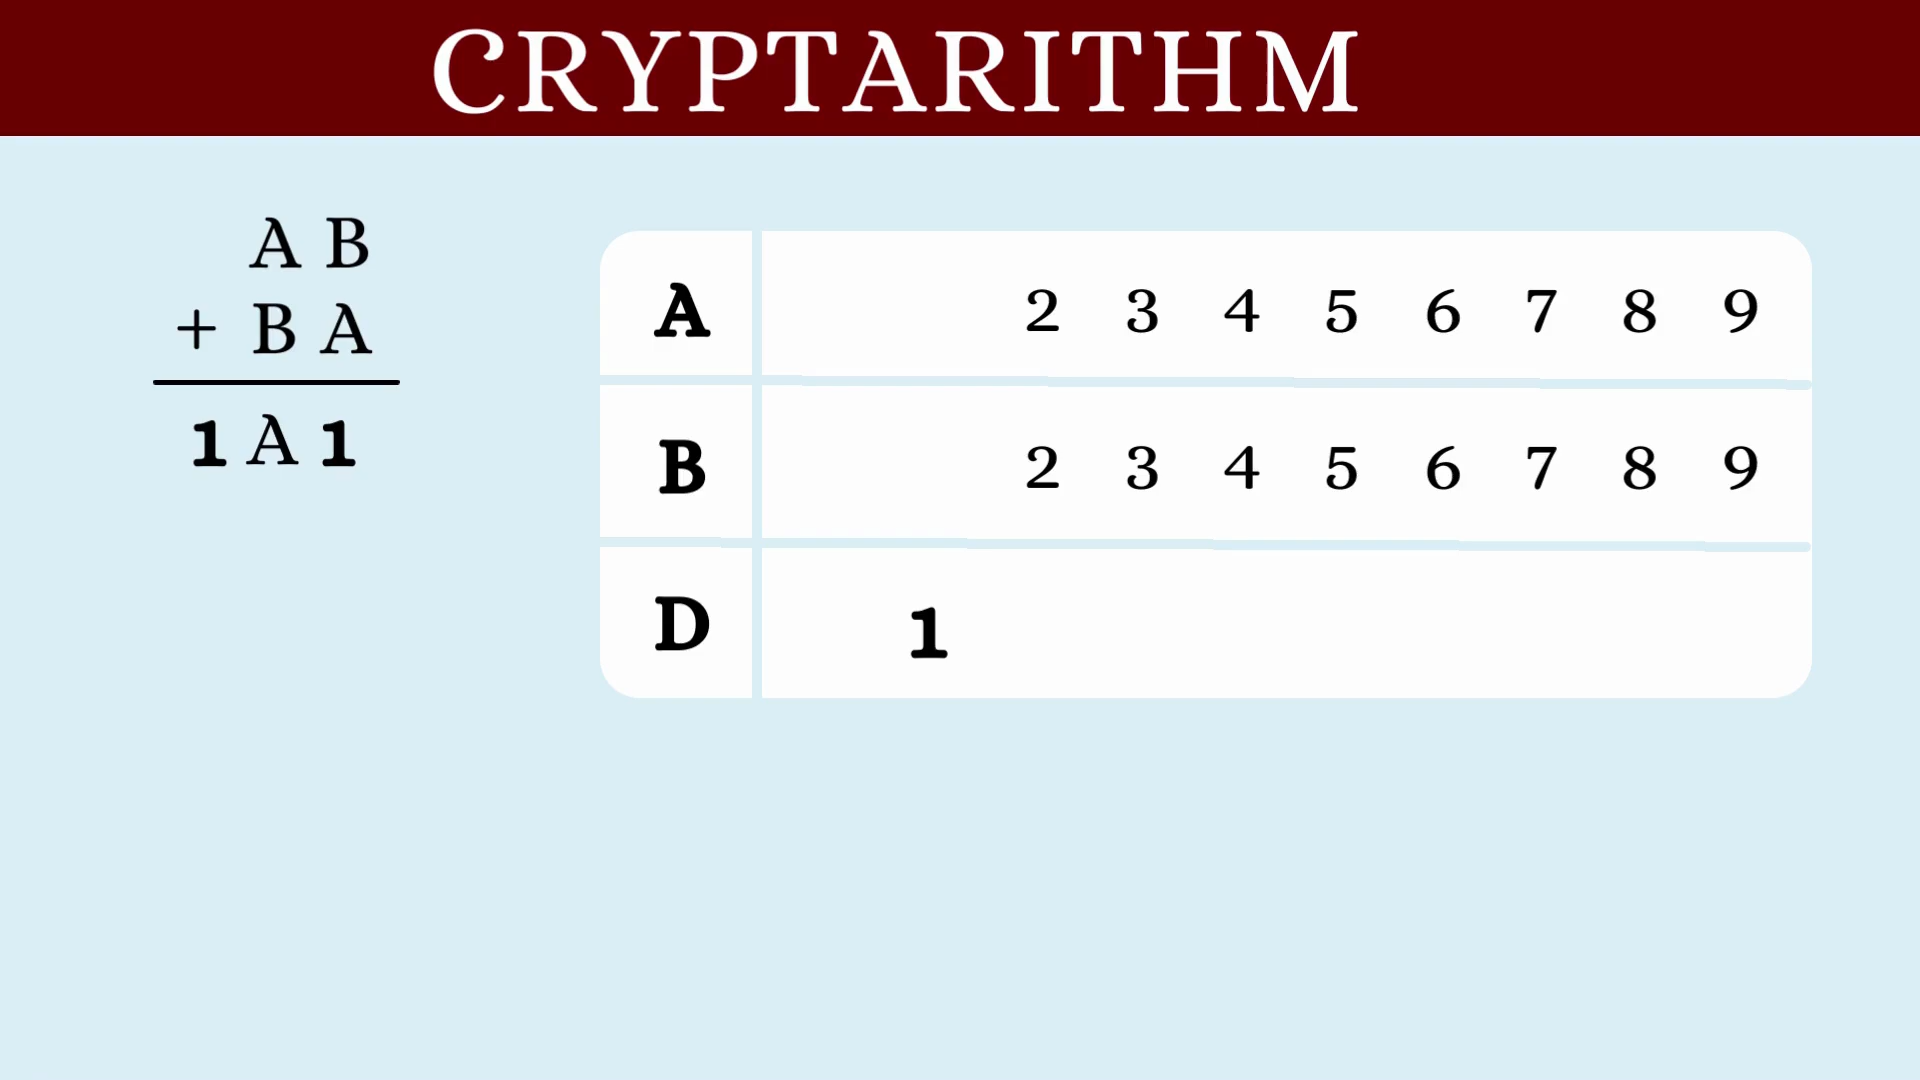 CRYPTARITHM
A B
+ B A
1 A 1
A 2 3 4 5 6 7 8 9
B 2 3 4 5 6 7 8 9
D 1